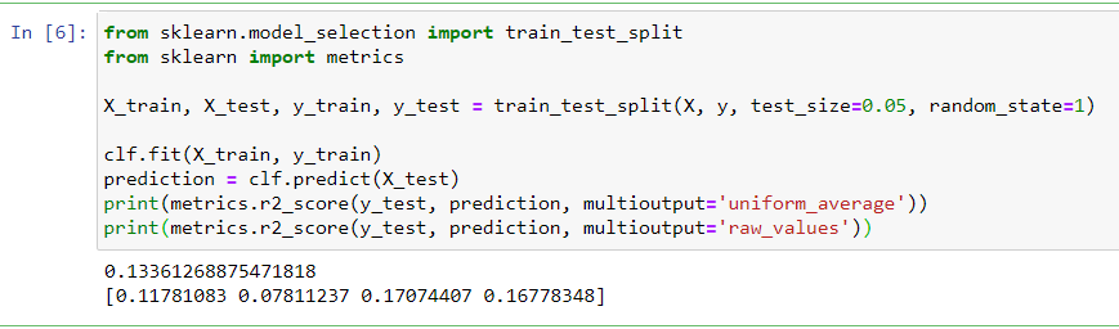 In [6]: from sklearn.model_selection import train_test_split
from sklearn import metrics
X_train, X_test, y_train, y_test = train_test_split(X, y, test_size=0.05, random_state=1)
clf.fit(X_train, y_train)
prediction = clf.predict(X_test)
print(metrics.r2_score(y_test, prediction, multioutput='uniform_average'))
print(metrics.r2_score(y_test, prediction, multioutput='raw_values'))
0.13361268875471818
[0.11781083 0.07811237 0.17074407 0.16778348]